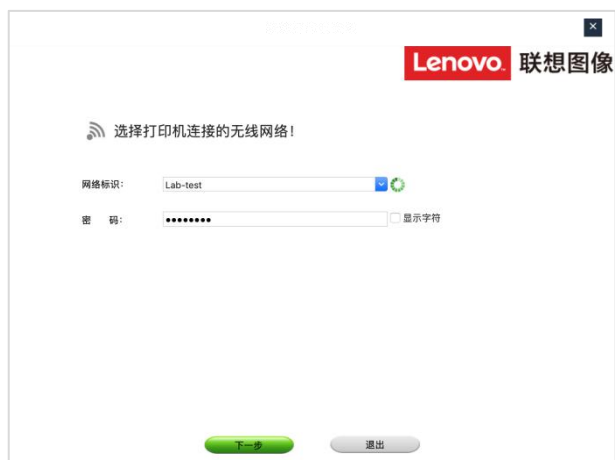 Lenovo. 联想图像
选择打印机连接的无线网络！
网络标识： Lab-test
密 码： ●●●●●●●● 显示字符
下一步 退出